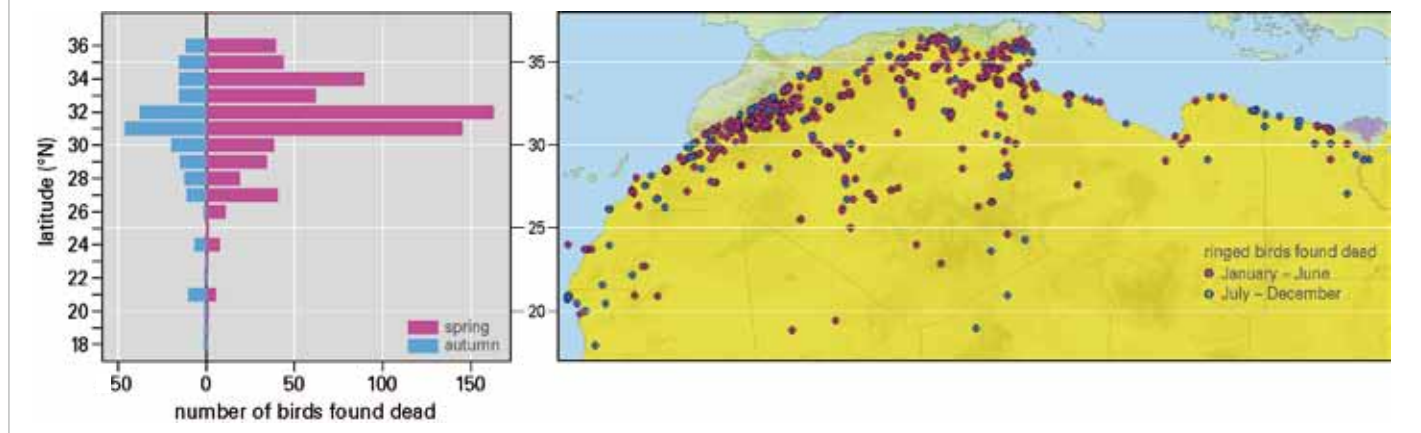 36
34
32
30
28
26
24
22
20
18
latitude (°N)
50 0 50 100 150
number of birds found dead
spring
autumn
35
30
25
20
ringed birds found dead
January – June
July – December